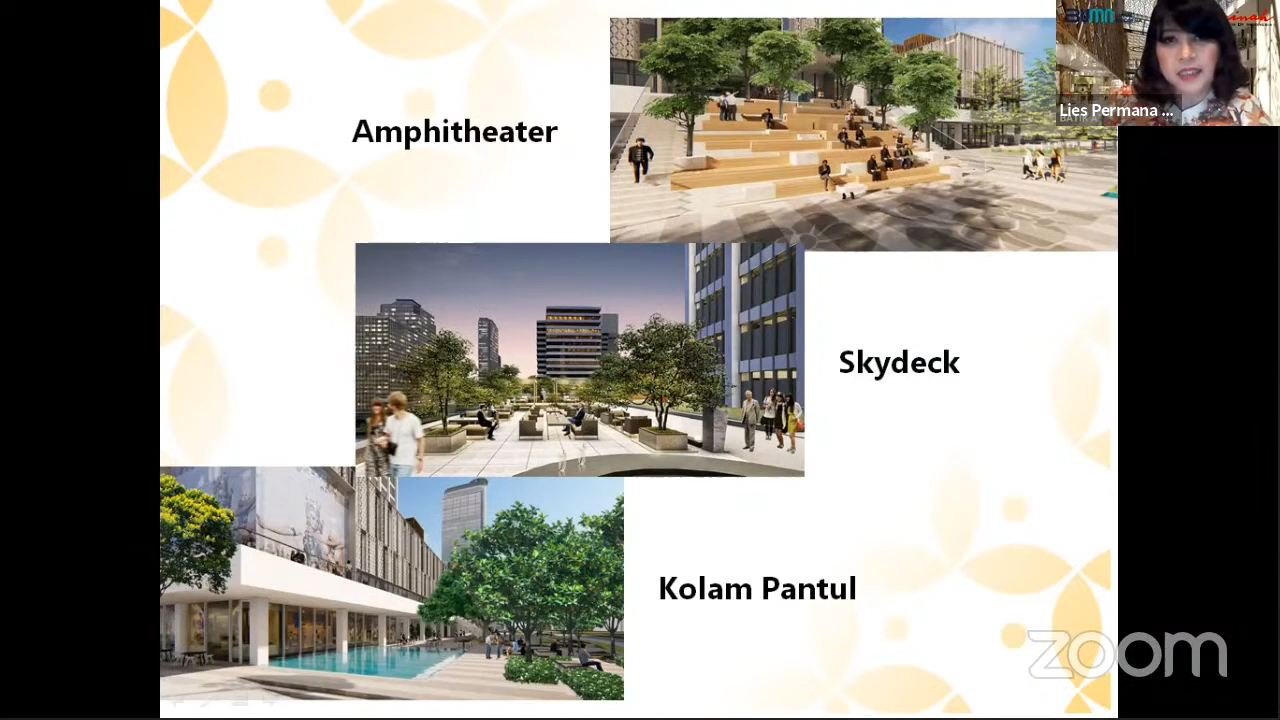 Amphitheater
Lies Permana ...
Skydeck
Kolam Pantul
zoom